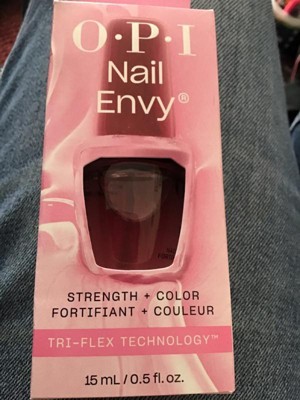 O·P·I
Nail
Envy®
STRENGTH + COLOR
FORTIFIANT + COULEUR
TRI-FLEX TECHNOLOGY™
15 mL / 0.5 fl. oz.